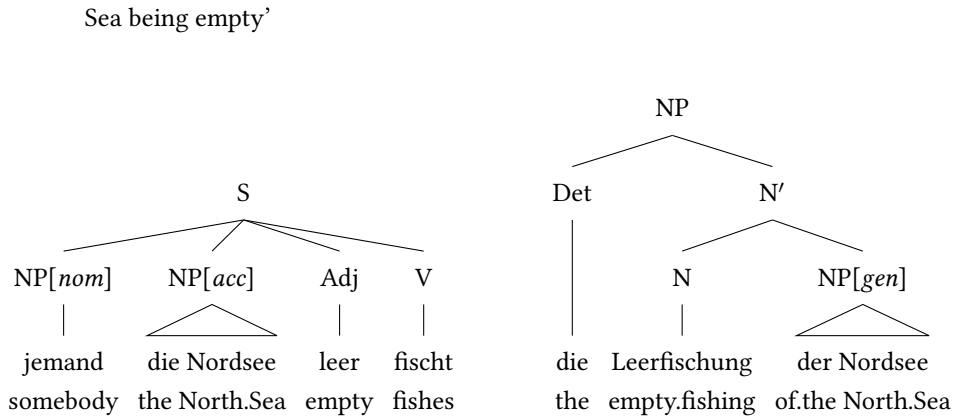 Sea being empty’
NP
S Det N′
NP[nom] NP[acc] Adj V N NP[gen]
jemand die Nordsee leer fischt die Leerfischung der Nordsee
somebody the North.Sea empty fishes the empty.fishing of.the North.Sea